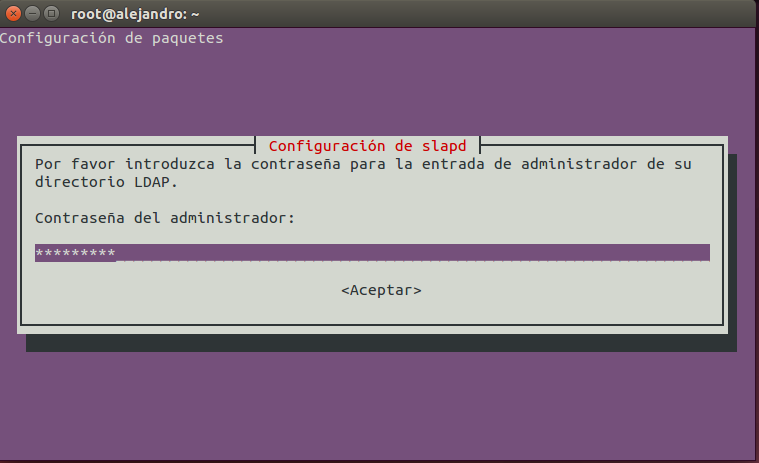 root@alejandro: ~
Configuración de paquetes
Configuración de slapd
Por favor introduzca la contraseña para la entrada de administrador de su
directorio LDAP.
Contraseña del administrador:
*********
<Aceptar>